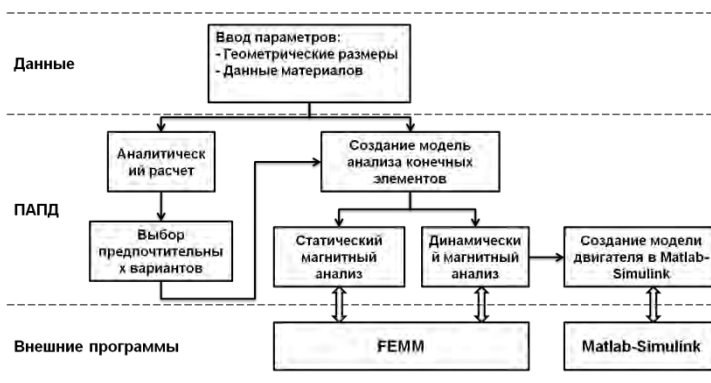 Данные
Ввод параметров:
- Геометрические размеры
- Данные материалов
ПАПД
Аналитическ
ий расчет
Создание модель
анализа конечных
элементов
Выбор
предпочтительны
х вариантов
Статический
магнитный
анализ
Динамически
й магнитный
анализ
Создание модели
двигателя в Matlab-
Simulink
Внешние программы
FEMM
Matlab-Simulink